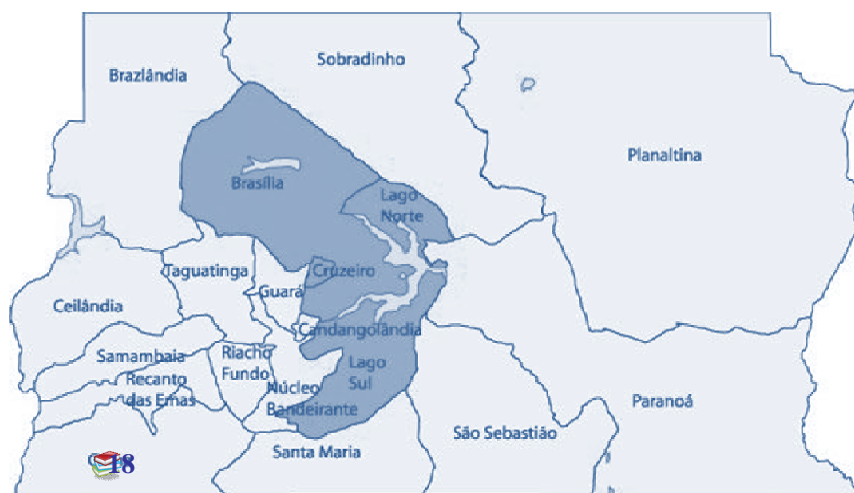 Sobradinho
Brazlândia
Planaltina
Brasília
Lago
Norte
Taguatinga
Cruzeiro
Guará
Ceilândia
Candangolândia
Samambaia
Riacho
Fundo
Lago
Sul
Recanto
das Emas
Núcleo
Bandeirante
Paranoá
São Sebastião
Santa Maria
18